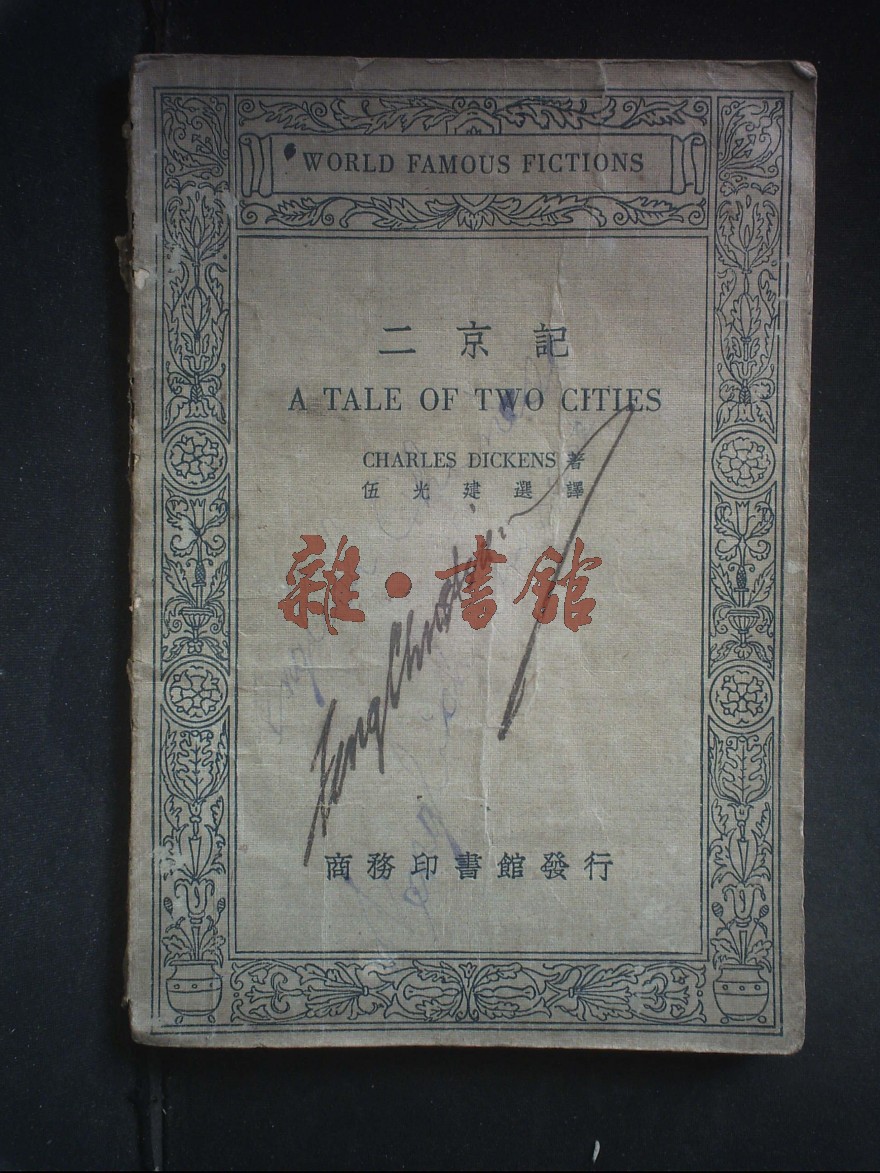 WORLD FAMOUS FICTIONS
二京記
A TALE OF TWO CITIES
CHARLES DICKENS 著
伍光建選譯
雜·書館
商務印書館發行